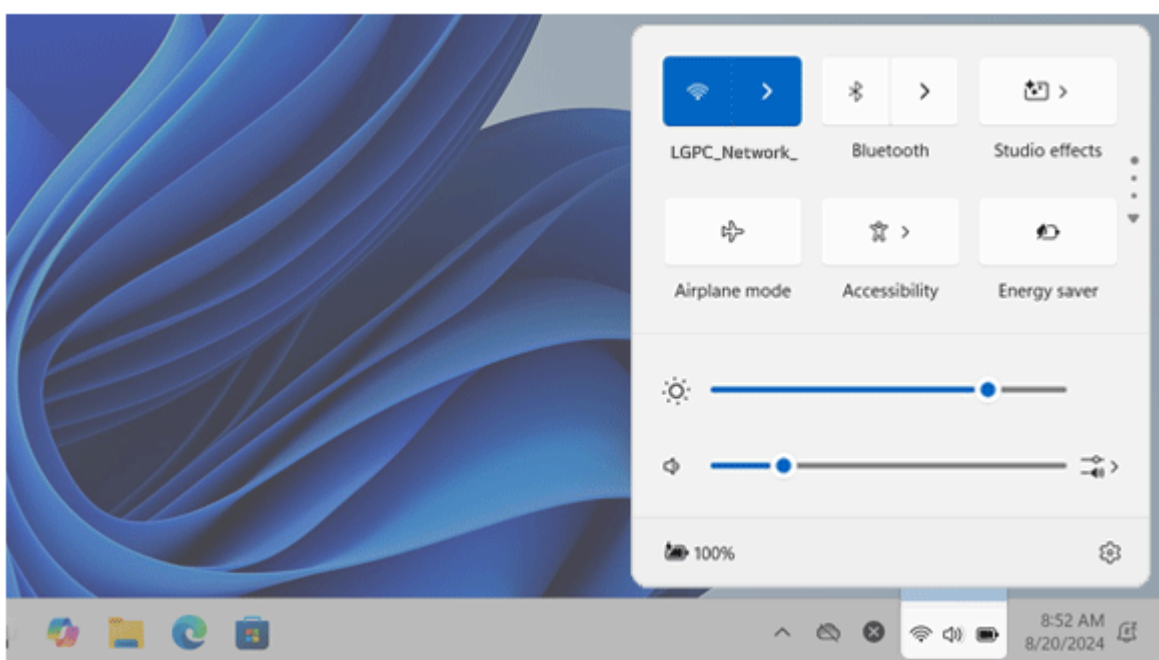 LGPC_Network_
Bluetooth
Studio effects
Airplane mode
Accessibility
Energy saver
100%
8:52 AM
8/20/2024